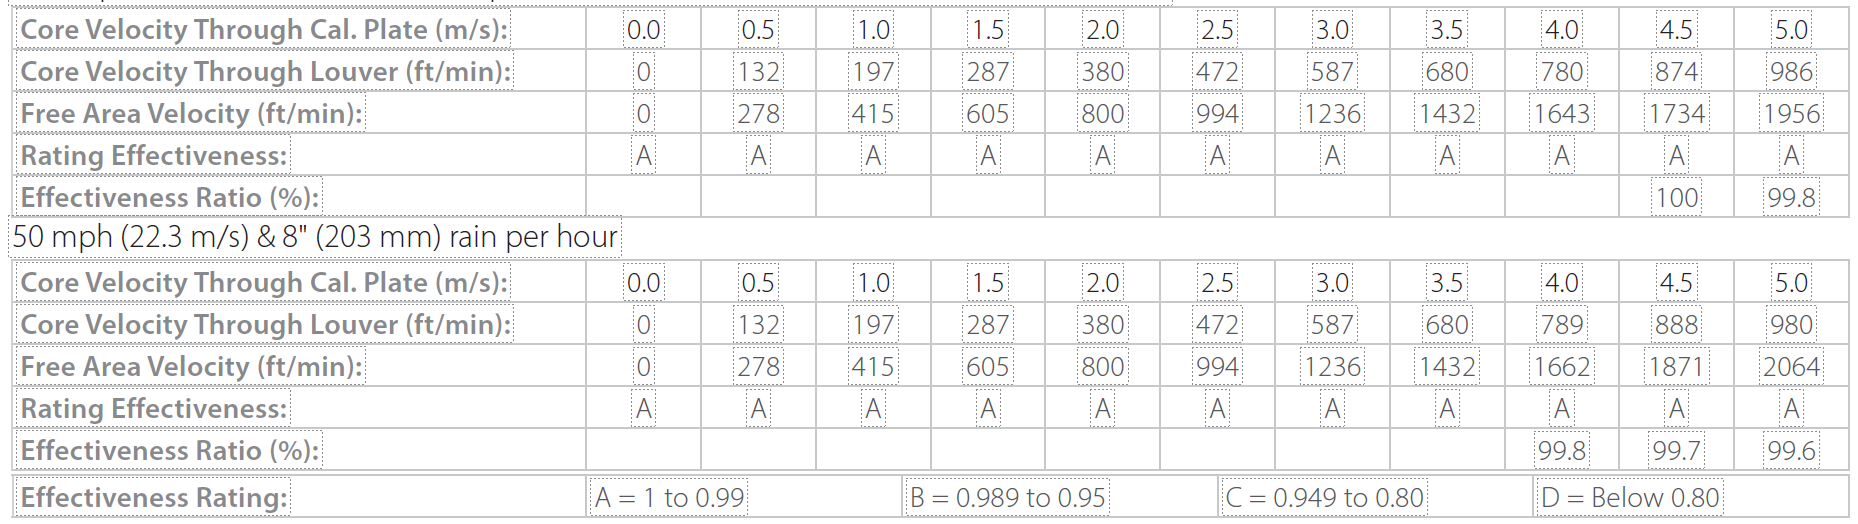 Core Velocity Through Cal. Plate (m/s): 0.0 0.5 1.0 1.5 2.0 2.5 3.0 3.5 4.0 4.5 5.0
Core Velocity Through Louver (ft/min): 0 132 197 287 380 472 587 680 780 874 986
Free Area Velocity (ft/min): 0 278 415 605 800 994 1236 1432 1643 1734 1956
Rating Effectiveness: A A A A A A A A A A A
Effectiveness Ratio (%): 100 99.8
50 mph (22.3 m/s) & 8" (203 mm) rain per hour
Core Velocity Through Cal. Plate (m/s): 0.0 0.5 1.0 1.5 2.0 2.5 3.0 3.5 4.0 4.5 5.0
Core Velocity Through Louver (ft/min): 0 132 197 287 380 472 587 680 789 888 980
Free Area Velocity (ft/min): 0 278 415 605 800 994 1236 1432 1662 1871 2064
Rating Effectiveness: A A A A A A A A A A A
Effectiveness Ratio (%): 99.8 99.7 99.6
Effectiveness Rating: A = 1 to 0.99 B = 0.989 to 0.95 C = 0.949 to 0.80 D = Below 0.80